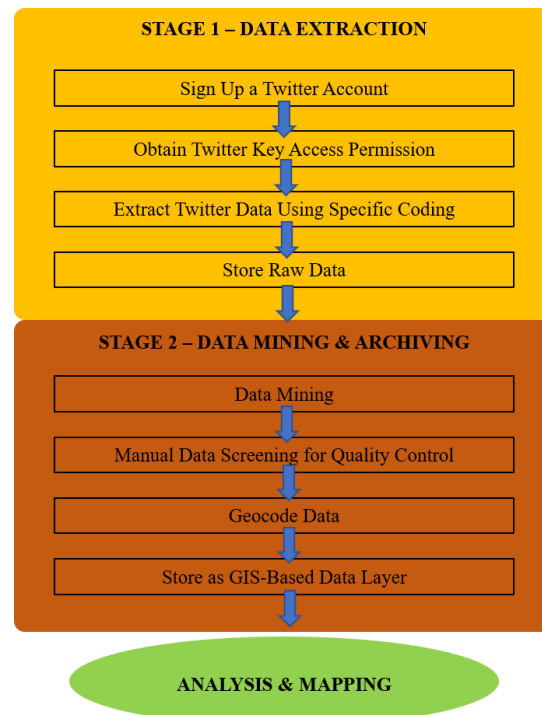 STAGE 1 – DATA EXTRACTION
Sign Up a Twitter Account
Obtain Twitter Key Access Permission
Extract Twitter Data Using Specific Coding
Store Raw Data
STAGE 2 – DATA MINING & ARCHIVING
Data Mining
Manual Data Screening for Quality Control
Geocode Data
Store as GIS-Based Data Layer
ANALYSIS & MAPPING